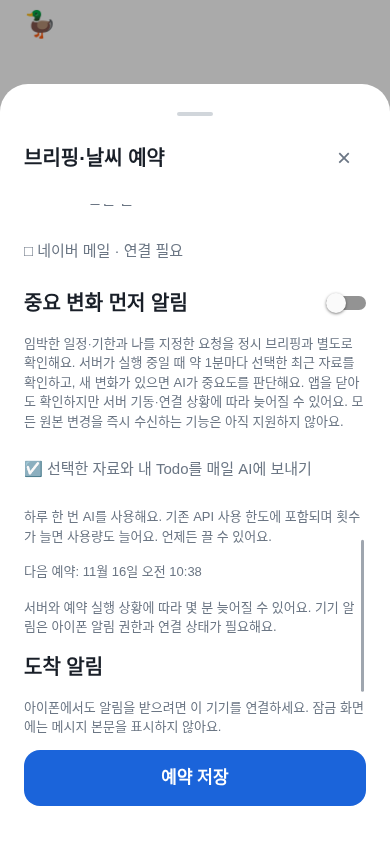 브리핑·날씨 예약
✕
□ 네이버 메일 · 연결 필요
중요 변화 먼저 알림
임박한 일정·기한과 나를 지정한 요청을 정시 브리핑과 별도로
확인해요. 서버가 실행 중일 때 약 1분마다 선택한 최근 자료를
확인하고, 새 변화가 있으면 AI가 중요도를 판단해요. 앱을 닫아
도 확인하지만 서버 기동·연결 상황에 따라 늦어질 수 있어요. 모
든 원본 변경을 즉시 수신하는 기능은 아직 지원하지 않아요.
☑ 선택한 자료와 내 Todo를 매일 AI에 보내기
하루 한 번 AI를 사용해요. 기존 API 사용 한도에 포함되며 횟수
가 늘면 사용량도 늘어요. 언제든 끌 수 있어요.
다음 예약: 11월 16일 오전 10:38
서버와 예약 실행 상황에 따라 몇 분 늦어질 수 있어요. 기기 알
림은 아이폰 알림 권한과 연결 상태가 필요해요.
도착 알림
아이폰에서도 알림을 받으려면 이 기기를 연결하세요. 잠금 화면
에는 메시지 본문을 표시하지 않아요.
예약 저장